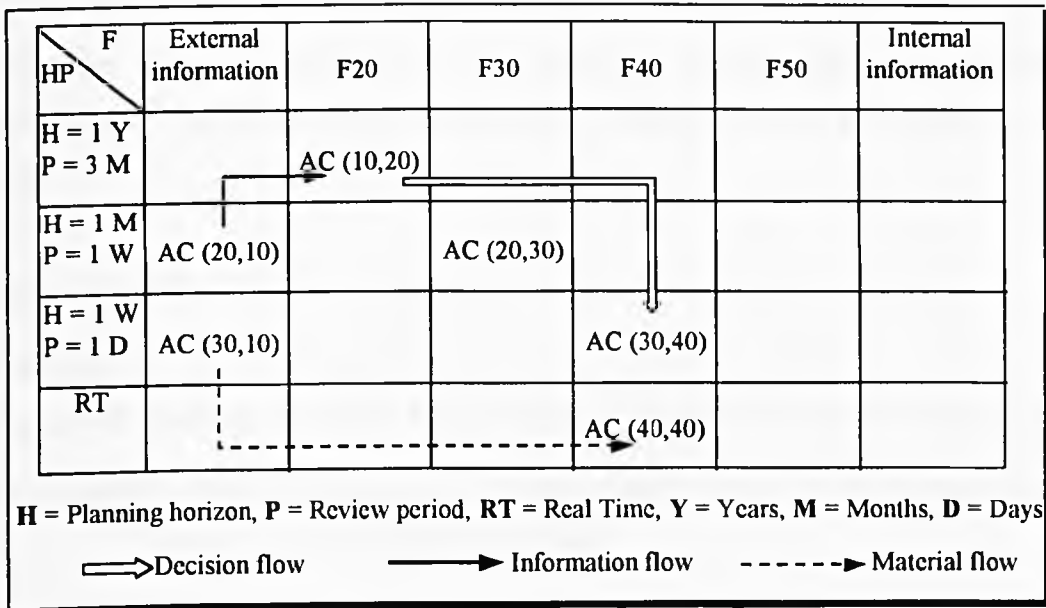 F External Internal
HP information F20 F30 F40 F50 information
H = 1 Y
P = 3 M AC (10,20)
H = 1 M
P = 1 W AC (20,10) AC (20,30)
H = 1 W
P = 1 D AC (30,10) AC (30,40)
RT
AC (40,40)
H = Planning horizon, P = Review period, RT = Real Time, Y = Years, M = Months, D = Days
Decision flow Information flow Material flow